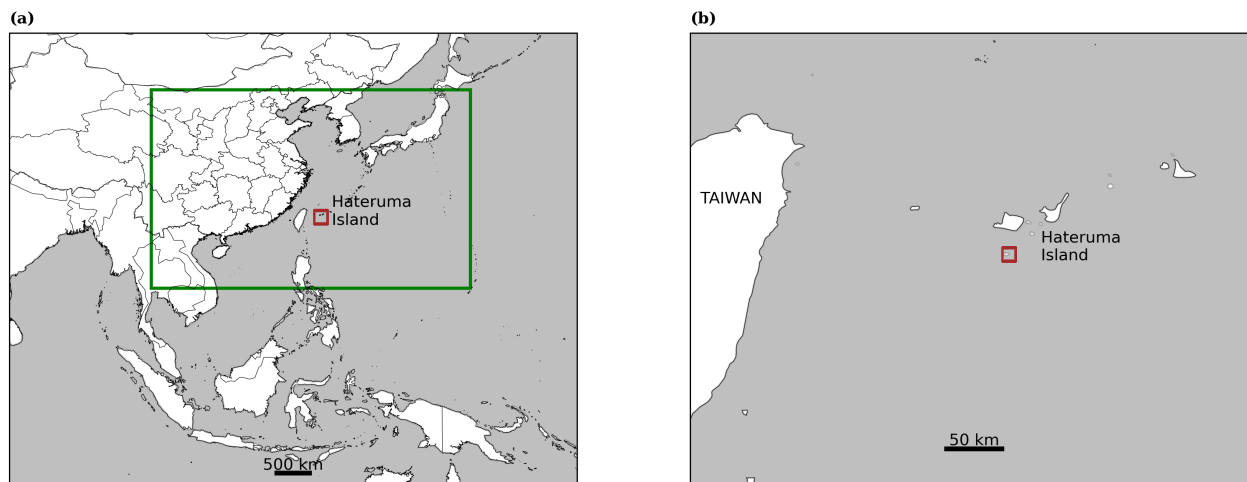 (a)
Hateruma
Island
500 km
(b)
TAIWAN
Hateruma
Island
50 km